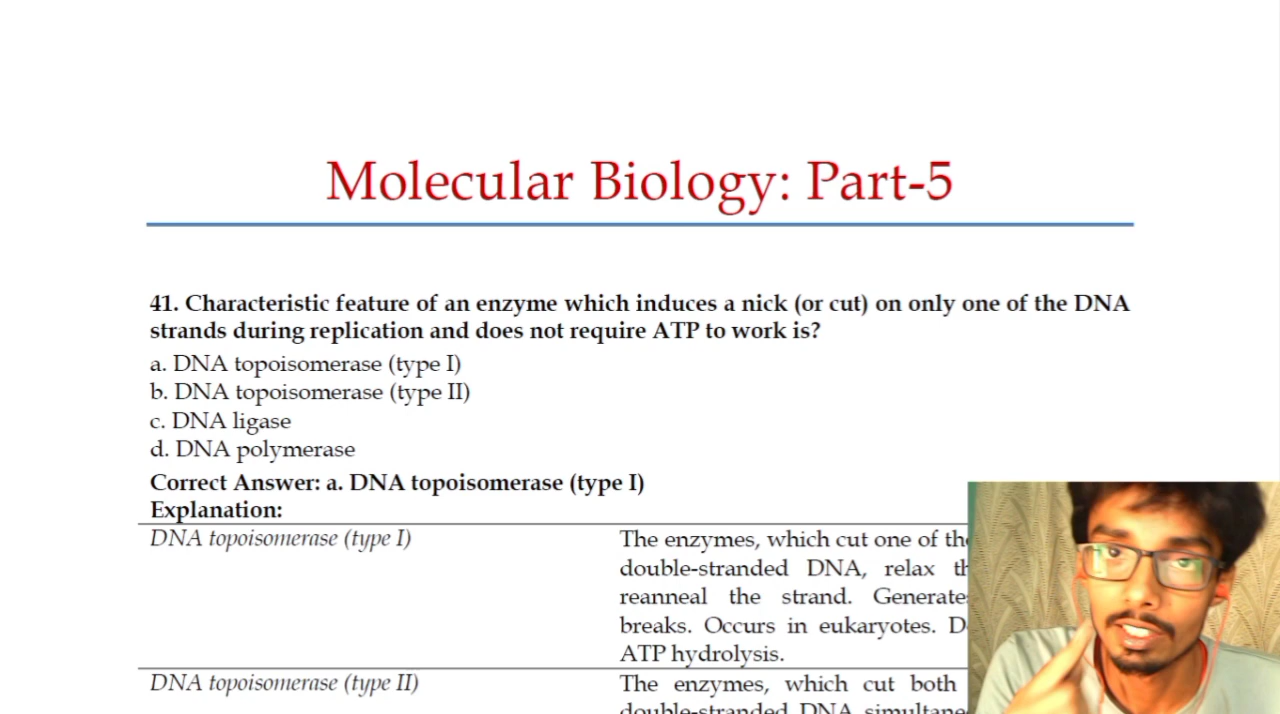 Molecular Biology: Part-5
41. Characteristic feature of an enzyme which induces a nick (or cut) on only one of the DNA
strands during replication and does not require ATP to work is?
a. DNA topoisomerase (type I)
b. DNA topoisomerase (type II)
c. DNA ligase
d. DNA polymerase
Correct Answer: a. DNA topoisomerase (type I)
Explanation:
DNA topoisomerase (type I)
The enzymes, which cut one of the
double-stranded DNA, relax
reanneal the strand.
breaks. Occurs in eukaryotes.
ATP hydrolysis.
DNA topoisomerase (type II)
The enzymes, which cut both
double-stranded DNA